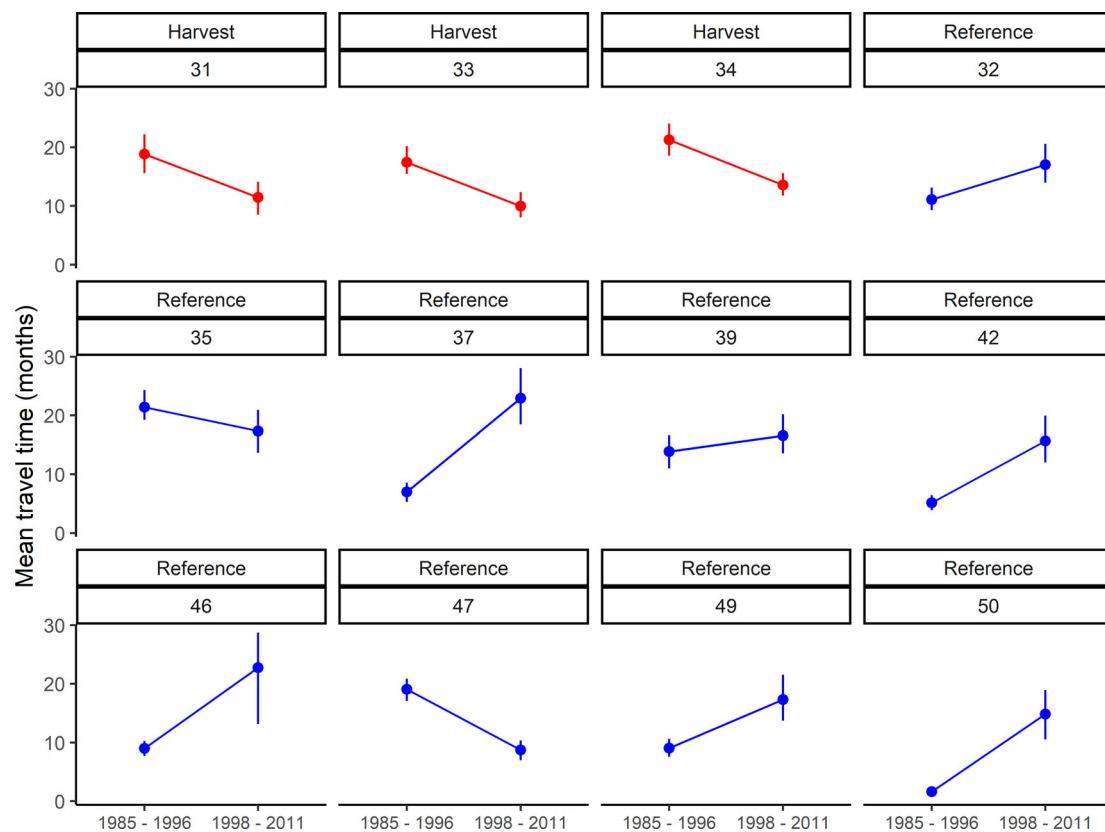 Harvest Harvest Harvest Reference
31 33 34 32
30
20
10
0
Reference Reference Reference Reference
35 37 39 42
30
20
10
0
Mean travel time (months)
Reference Reference Reference Reference
46 47 49 50
30
20
10
0
1985 - 1996 1998 - 2011 1985 - 1996 1998 - 2011 1985 - 1996 1998 - 2011 1985 - 1996 1998 - 2011